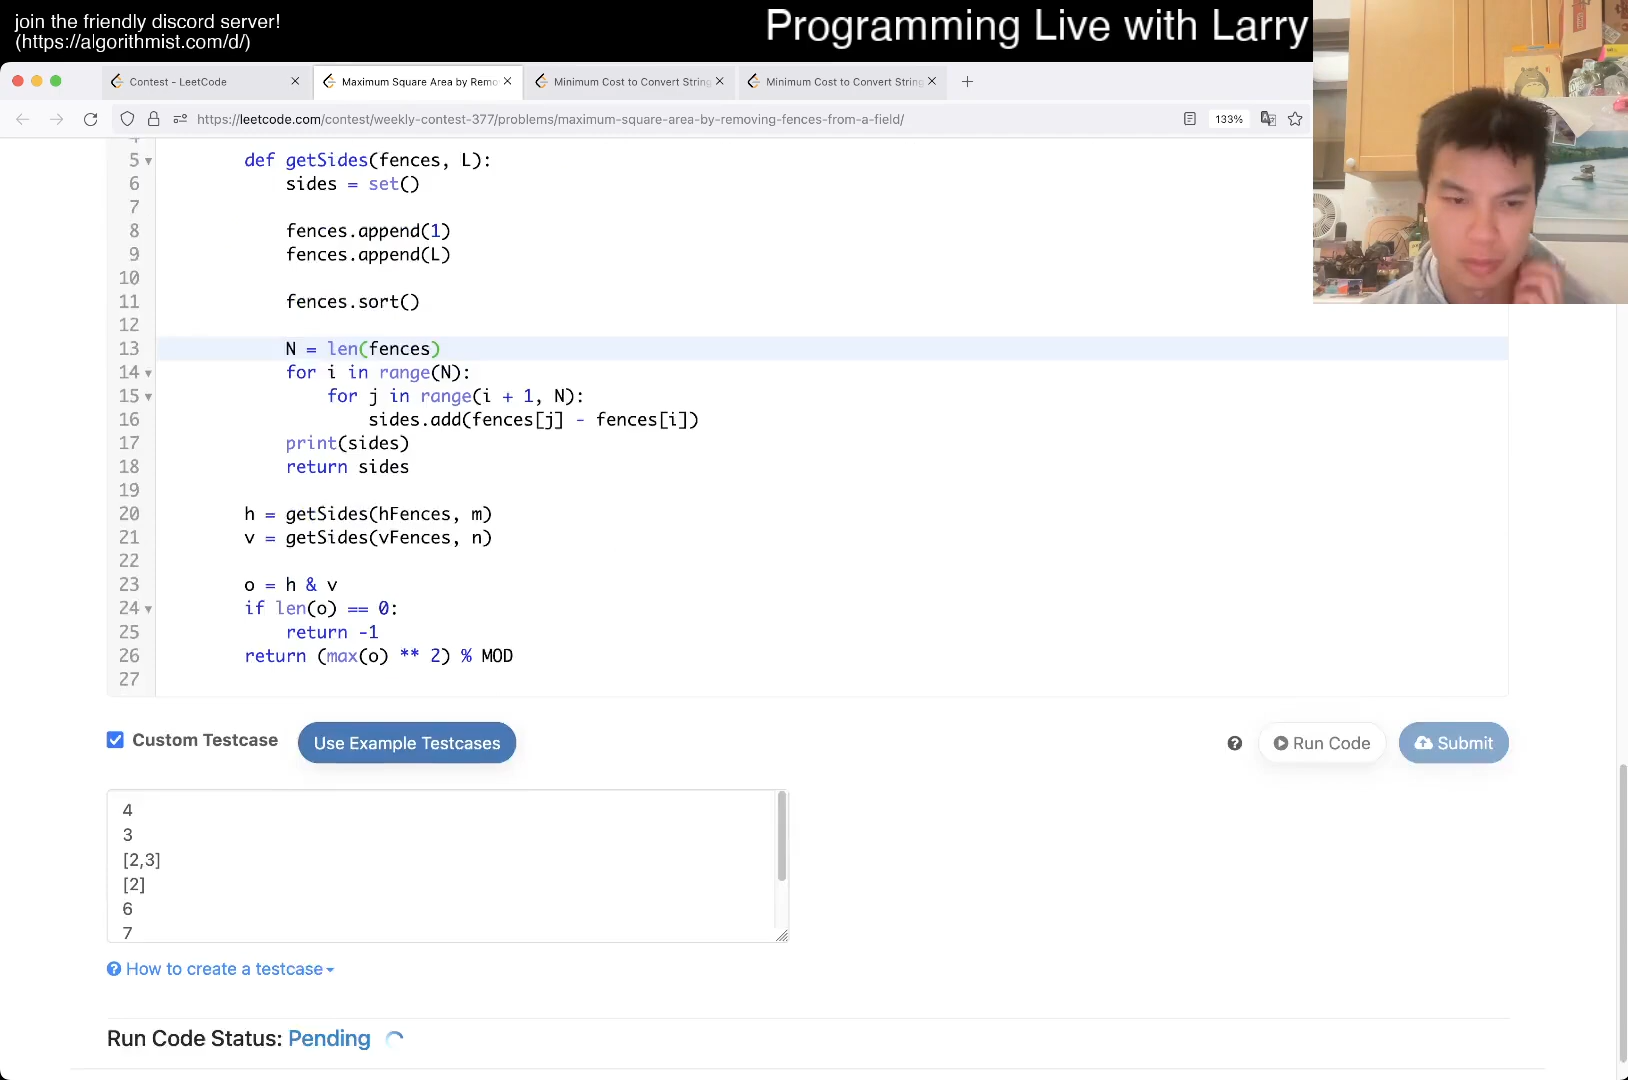 join the friendly discord server!
(https://algorithmist.com/d/)
Programming Live with Larry
Contest - LeetCode
Maximum Square Area by Remo
Minimum Cost to Convert String
Minimum Cost to Convert String
https://leetcode.com/contest/weekly-contest-377/problems/maximum-square-area-by-removing-fences-from-a-field/
133%
5 def getSides(fences, L):
6 sides = set()
7
8 fences.append(1)
9 fences.append(L)
10
11 fences.sort()
12
13 N = len(fences)
14 for i in range(N):
15 for j in range(i + 1, N):
16 sides.add(fences[j] - fences[i])
17 print(sides)
18 return sides
19
20 h = getSides(hFences, m)
21 v = getSides(vFences, n)
22
23 o = h & v
24 if len(o) == 0:
25 return -1
26 return (max(o) ** 2) % MOD
27
Custom Testcase
Use Example Testcases
Run Code
Submit
4
3
[2,3]
[2]
6
7
How to create a testcase
Run Code Status: Pending